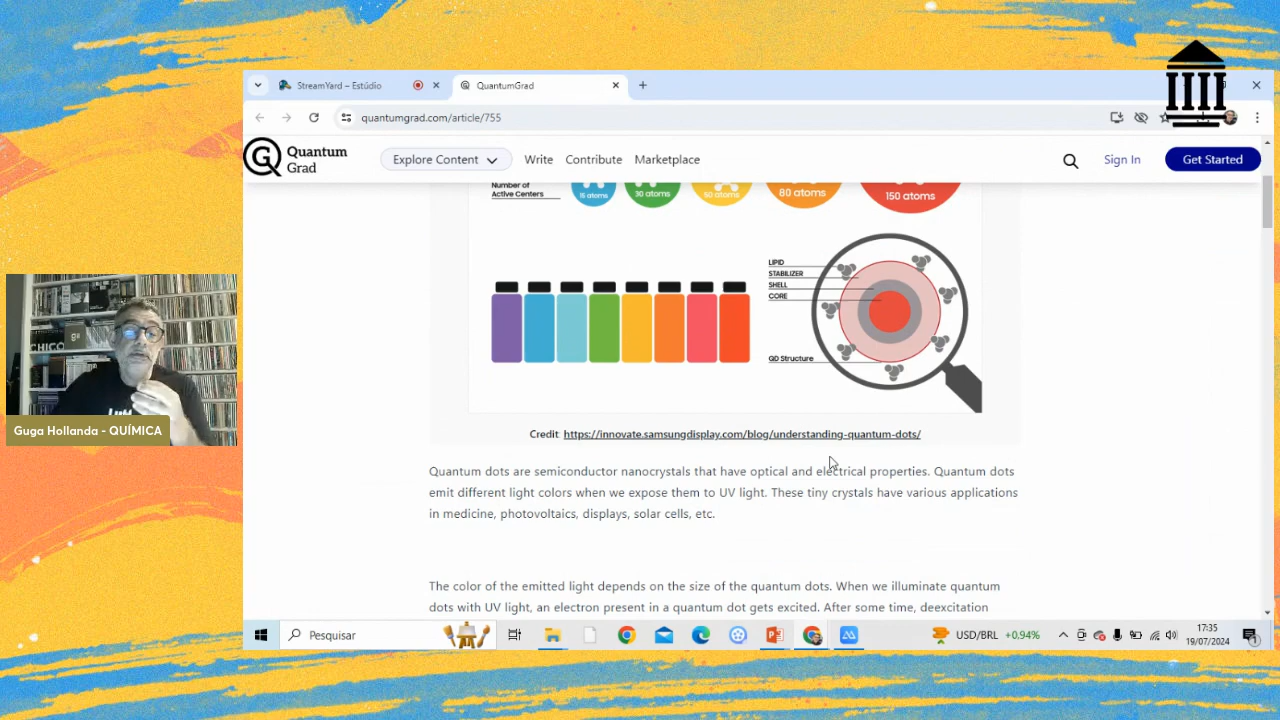 StreamYard – Estúdio
QuantumGrad
quantumgrad.com/article/755
Quantum
Grad
Explore Content
Write
Contribute
Marketplace
Sign In
Get Started
Number of
Active Centers
15 atoms
30 atoms
50 atoms
80 atoms
150 atoms
LIPID
STABILIZER
SHELL
CORE
QD Structure
Credit: https://innovate.samsungdisplay.com/blog/understanding-quantum-dots/
Quantum dots are semiconductor nanocrystals that have optical and electrical properties. Quantum dots
emit different light colors when we expose them to UV light. These tiny crystals have various applications
in medicine, photovoltaics, displays, solar cells, etc.
The color of the emitted light depends on the size of the quantum dots. When we illuminate quantum
dots with UV light, an electron present in a quantum dot gets excited. After some time, deexcitation
CHICO
Guga Hollanda - QUÍMICA
Pesquisar
USD/BRL +0,94%
17:35
19/07/2024